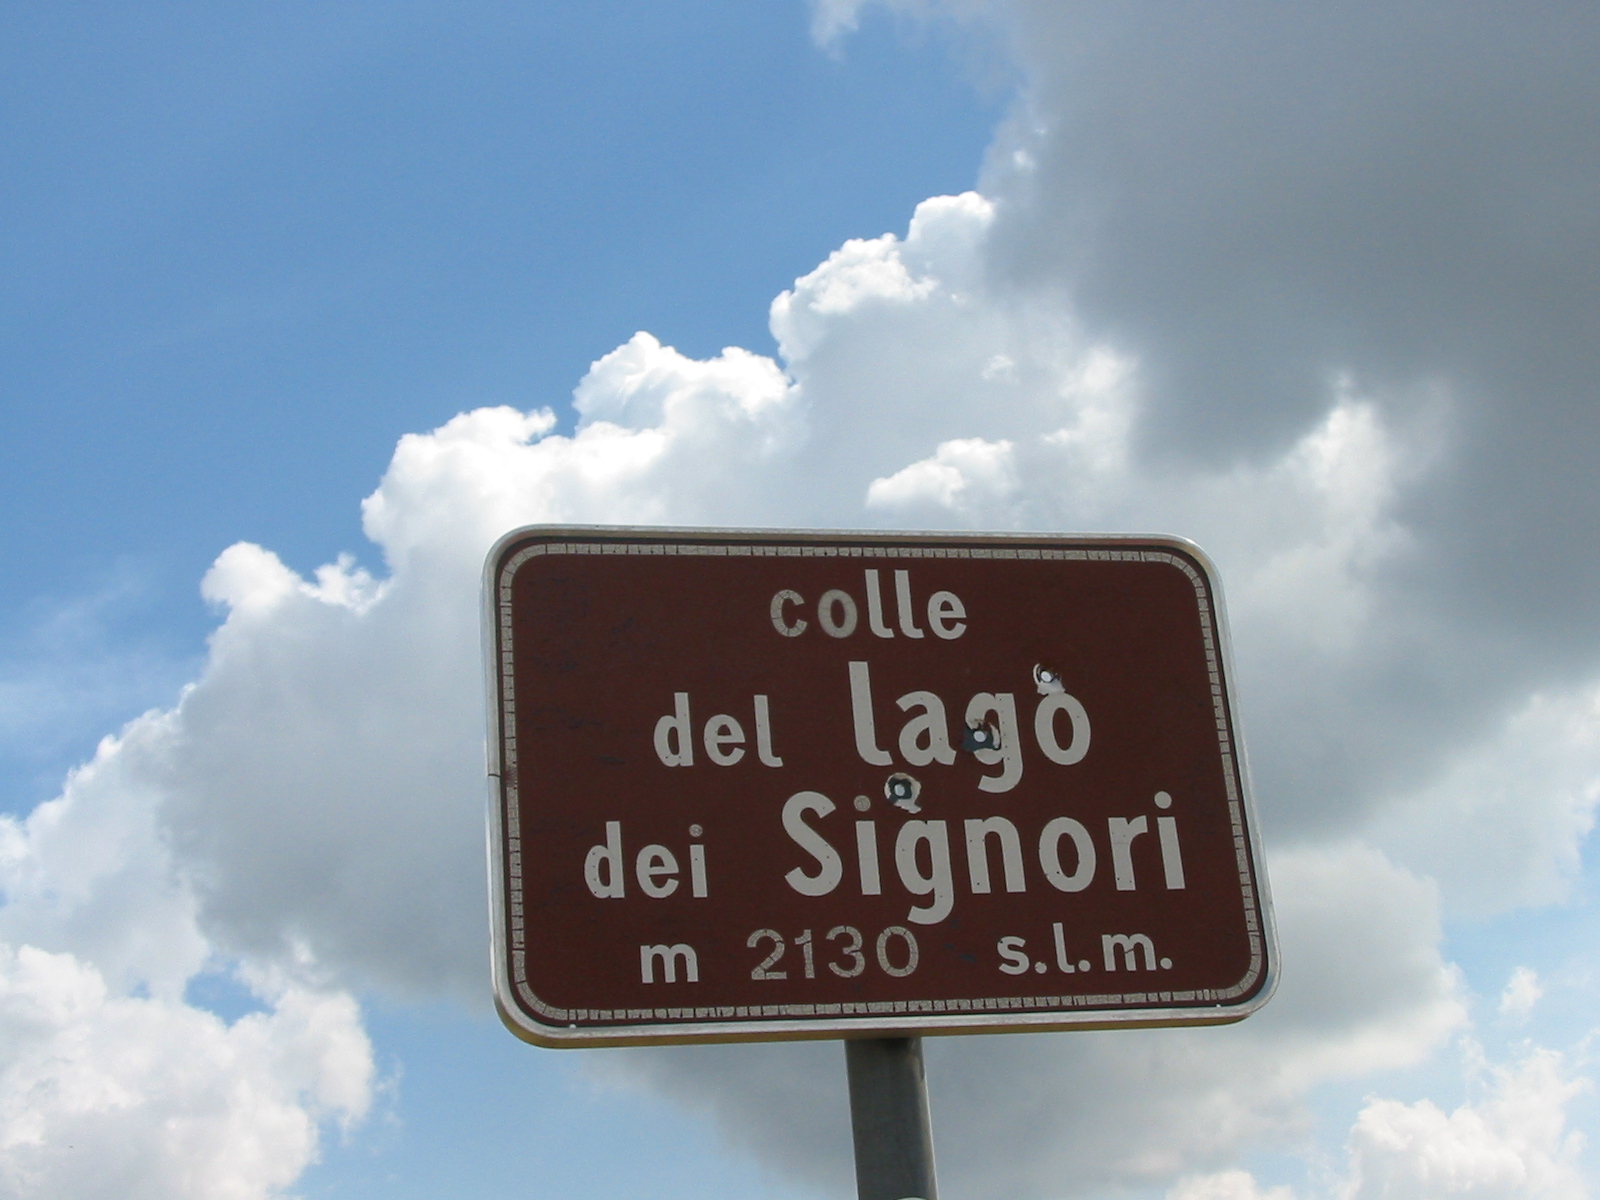 colle
del lago
dei Signori
m 2130 s.l.m.